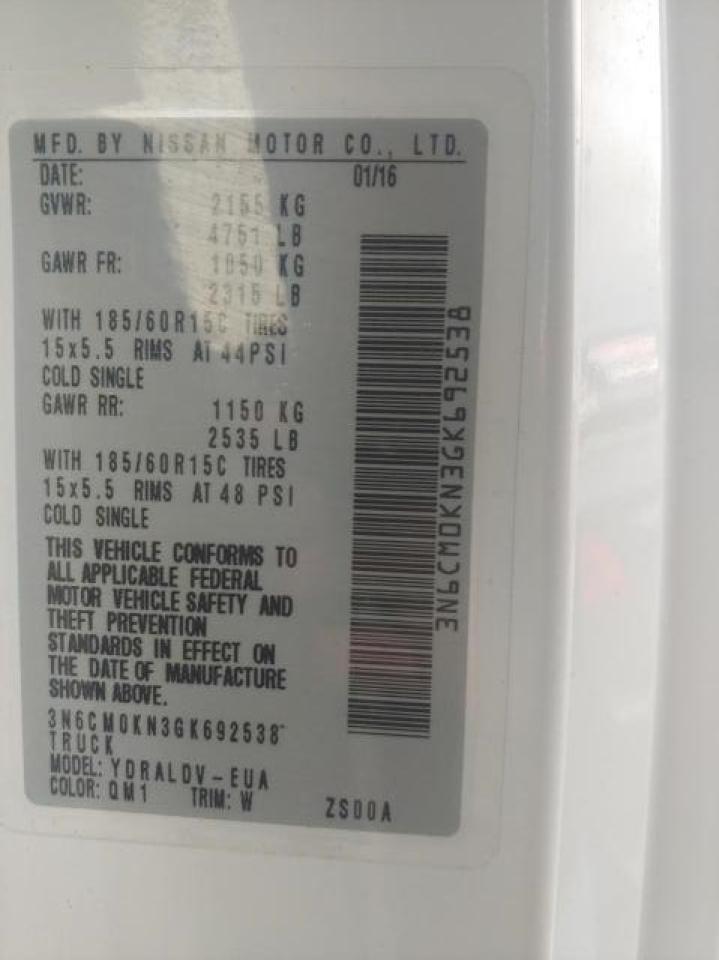 MFD. BY NISSAN MOTOR CO., LTD.
DATE: 01/16
GVWR: 2155 KG
4751 LB
GAWR FR: 1050 KG
2315 LB
WITH 185/60R15C TIRES
15x5.5 RIMS AT 44PSI
COLD SINGLE
GAWR RR: 1150 KG
2535 LB
WITH 185/60R15C TIRES
15x5.5 RIMS AT 48 PSI
COLD SINGLE
THIS VEHICLE CONFORMS TO
ALL APPLICABLE FEDERAL
MOTOR VEHICLE SAFETY AND
THEFT PREVENTION
STANDARDS IN EFFECT ON
THE DATE OF MANUFACTURE
SHOWN ABOVE.
3N6CM0KN3GK692538
TRUCK
MODEL: YDRALDV-EUA
COLOR: QM1 TRIM: W ZS00A
3N6CM0KN3GK692538